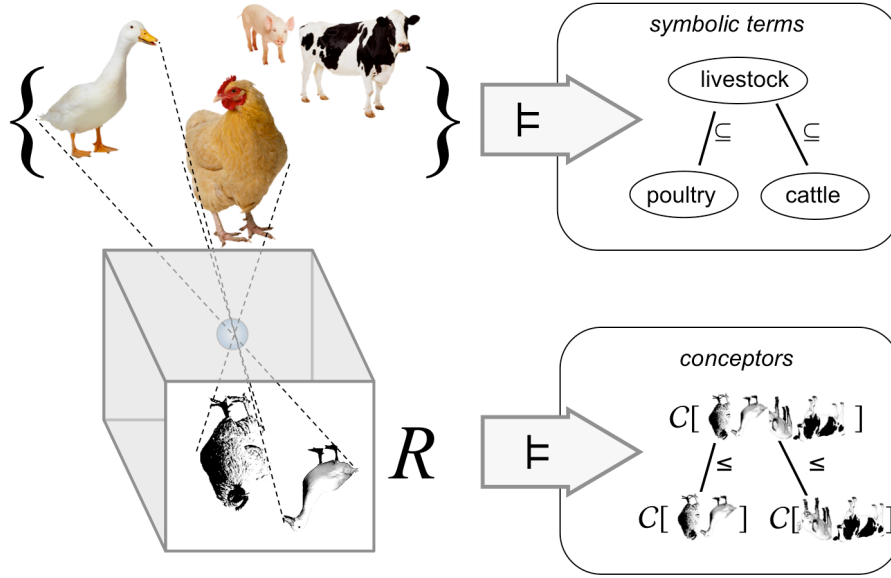 { }
⊨
symbolic terms
livestock
⊆ ⊆
poultry cattle
R
⊨
conceptors
C[ ]
≤ ≤
C[ ] C[ ]